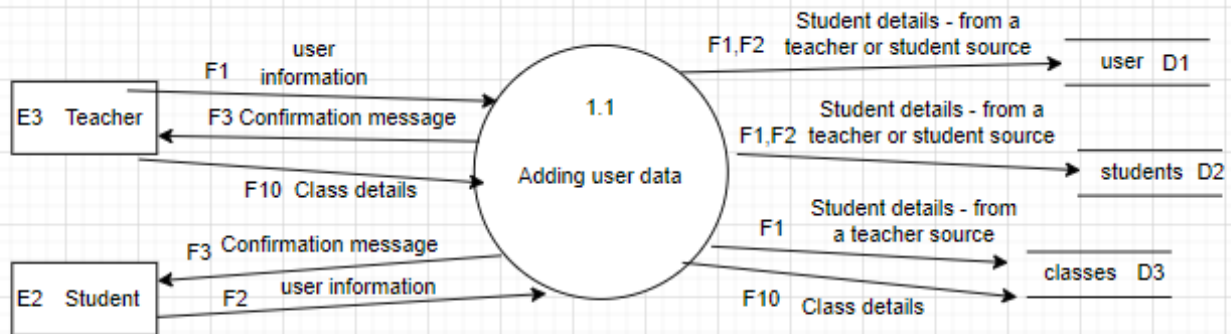 E3 Teacher
F1
user
information
F3 Confirmation message
F10 Class details
E2 Student
F3 Confirmation message
F2 user information
1.1
Adding user data
Student details - from a
F1,F2 teacher or student source
user D1
Student details - from a
F1,F2 teacher or student source
students D2
Student details - from
F1 a teacher source
classes D3
F10 Class details